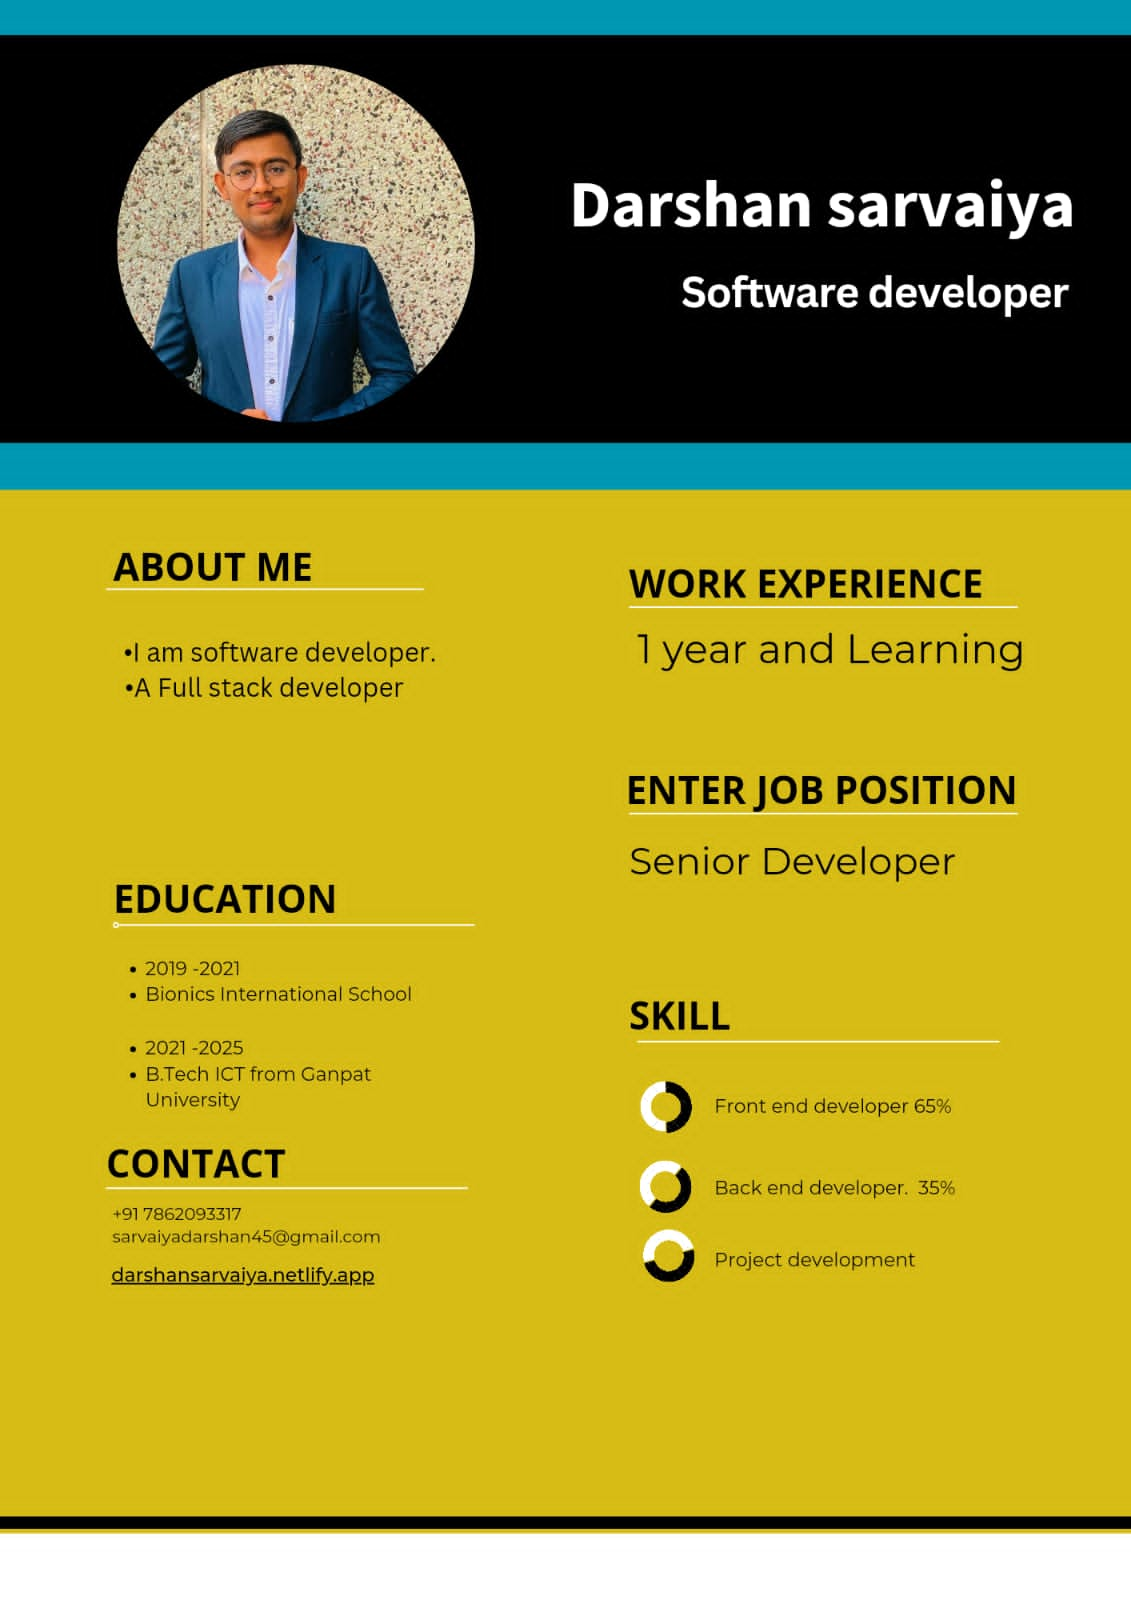 Darshan sarvaiya
Software developer
ABOUT ME
•I am software developer.
•A Full stack developer
EDUCATION
• 2019 -2021
• Bionics International School
• 2021 -2025
• B.Tech ICT from Ganpat
University
CONTACT
+91 7862093317
sarvaiyadarshan45@gmail.com
darshansarvaiya.netlify.app
WORK EXPERIENCE
1 year and Learning
ENTER JOB POSITION
Senior Developer
SKILL
Front end developer 65%
Back end developer. 35%
Project development